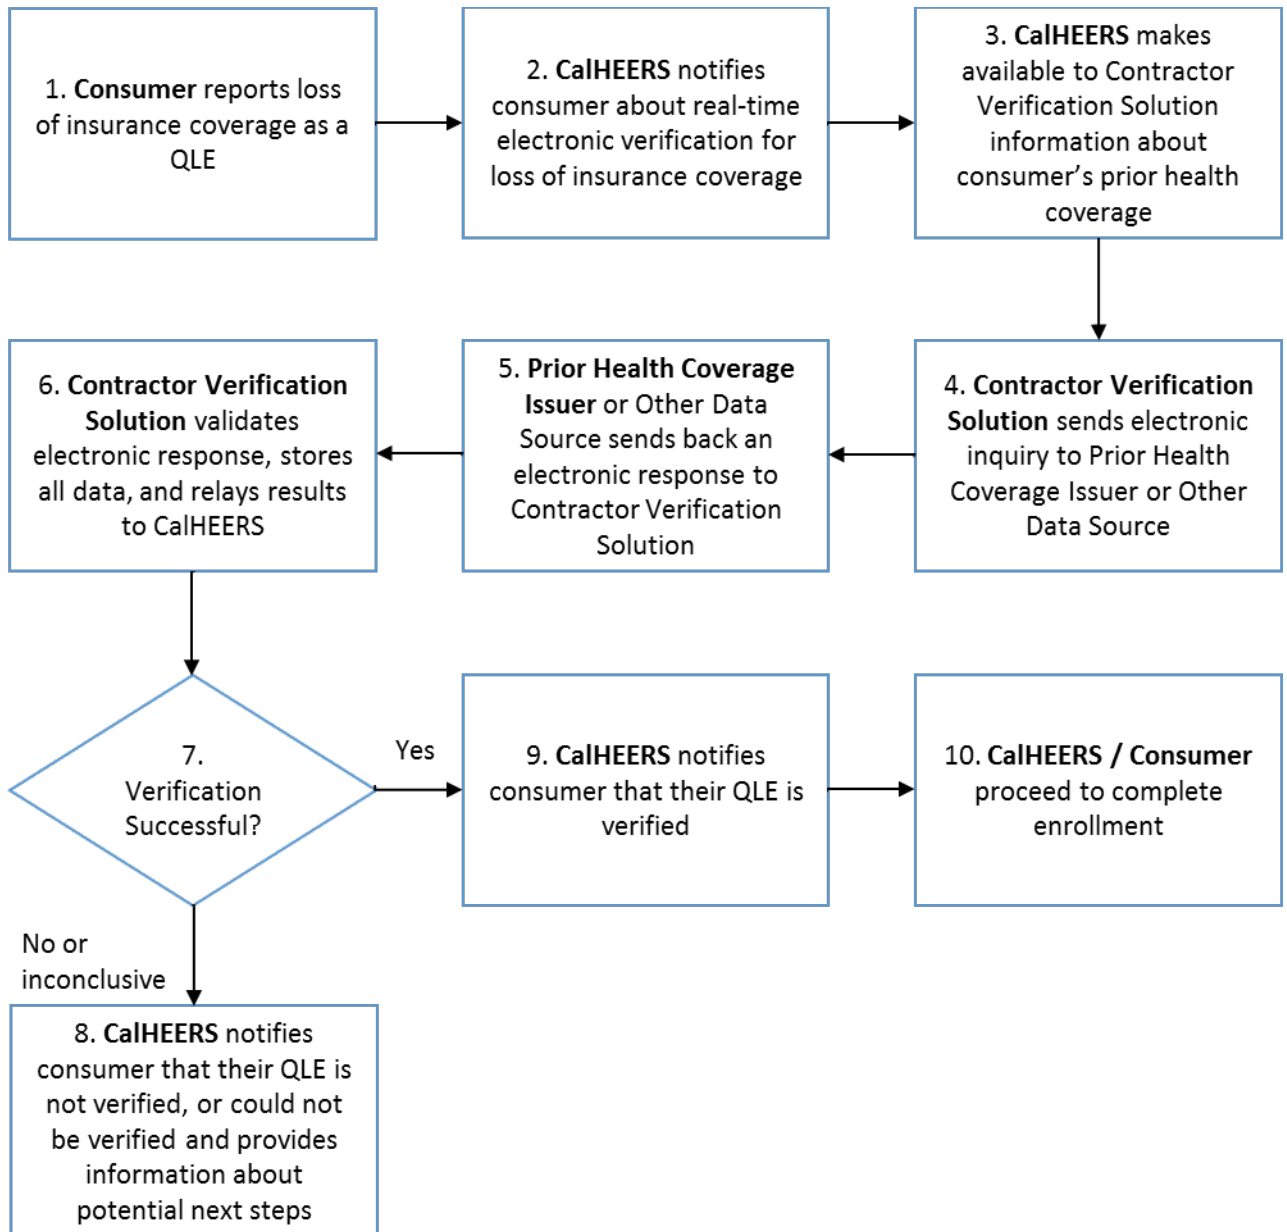 1. Consumer reports loss
of insurance coverage as a
QLE
2. CalHEERS notifies
consumer about real-time
electronic verification for
loss of insurance coverage
3. CalHEERS makes
available to Contractor
Verification Solution
information about
consumer’s prior health
coverage
4. Contractor Verification
Solution sends electronic
inquiry to Prior Health
Coverage Issuer or Other
Data Source
5. Prior Health Coverage
Issuer or Other Data
Source sends back an
electronic response to
Contractor Verification
Solution
6. Contractor Verification
Solution validates
electronic response, stores
all data, and relays results
to CalHEERS
7.
Verification
Successful?
Yes
9. CalHEERS notifies
consumer that their QLE is
verified
10. CalHEERS / Consumer
proceed to complete
enrollment
No or
inconclusive
8. CalHEERS notifies
consumer that their QLE is
not verified, or could not
be verified and provides
information about
potential next steps